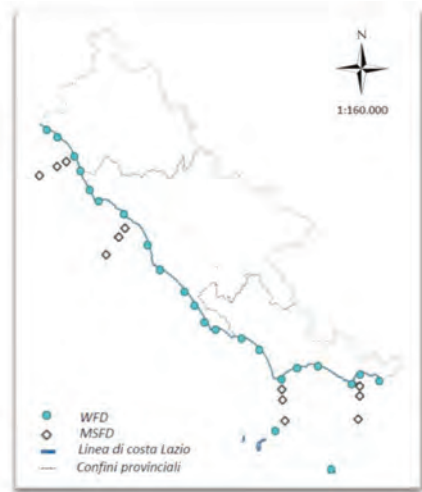 N
1:160.000
WFD
MSFD
Linea di costa Lazio
Confini provinciali